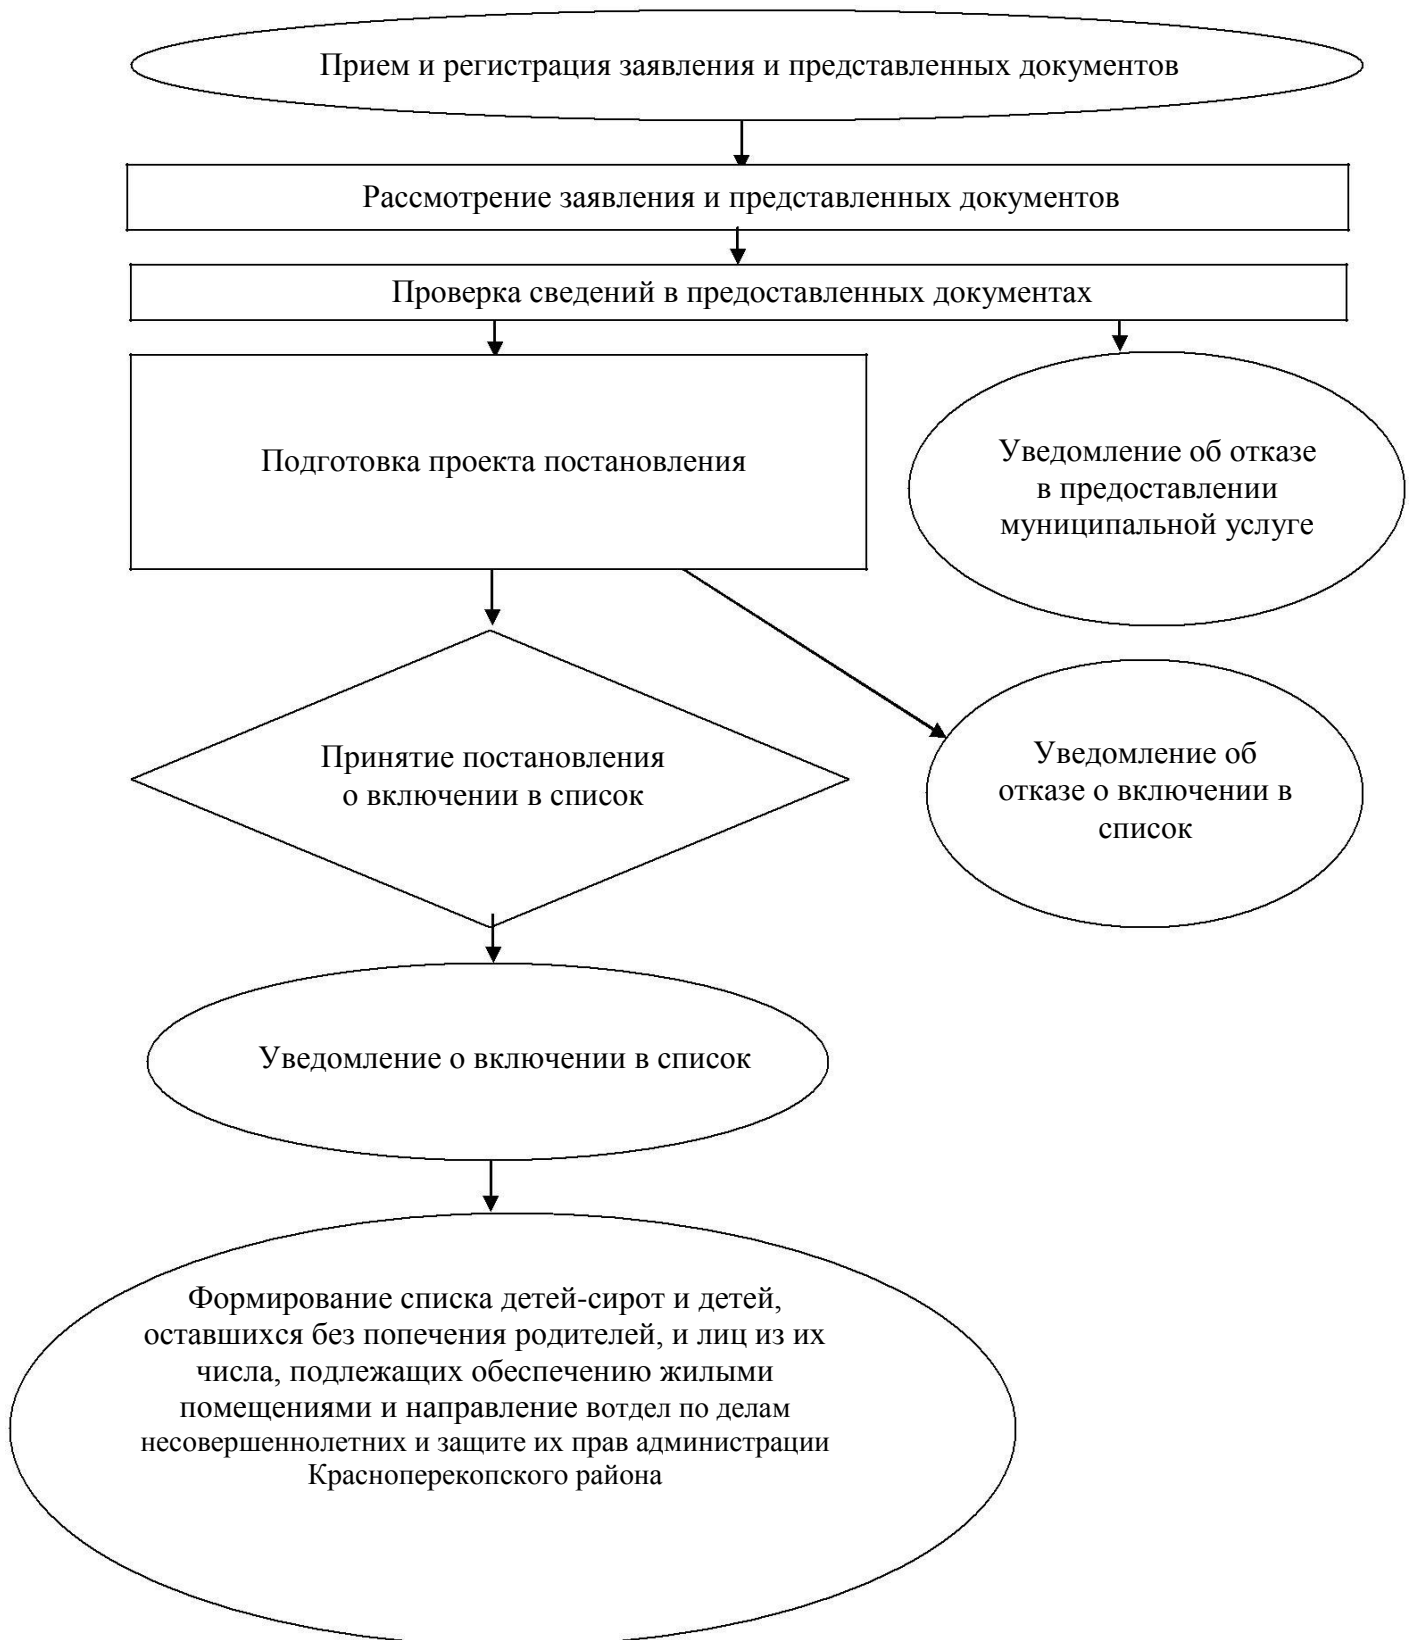 Прием и регистрация заявления и представленных документов
Рассмотрение заявления и представленных документов
Проверка сведений в предоставленных документах
Подготовка проекта постановления
Уведомление об отказе
в предоставлении
муниципальной услуге
Принятие постановления
о включении в список
Уведомление об
отказе о включении в
список
Уведомление о включении в список
Формирование списка детей-сирот и детей,
оставшихся без попечения родителей, и лиц из их
числа, подлежащих обеспечению жилыми
помещениями и направление вотдел по делам
несовершеннолетних и защите их прав администрации
Красноперекопского района